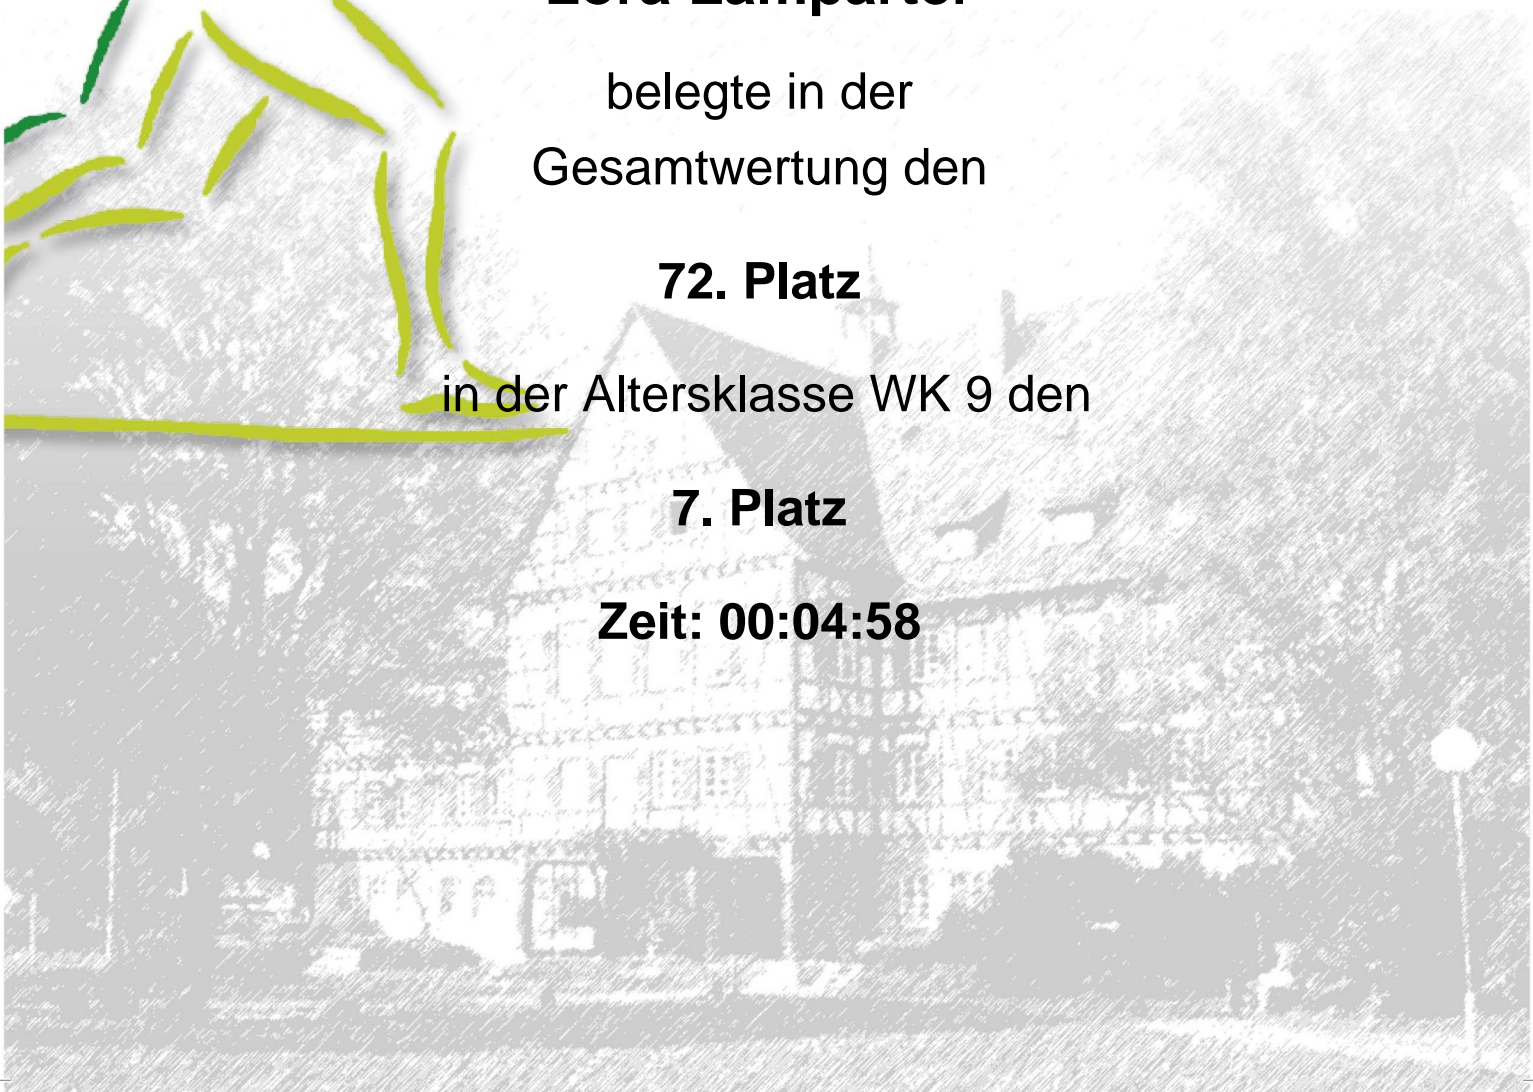 belegte in der
Gesamtwertung den
72. Platz
in der Altersklasse WK 9 den
7. Platz
Zeit: 00:04:58